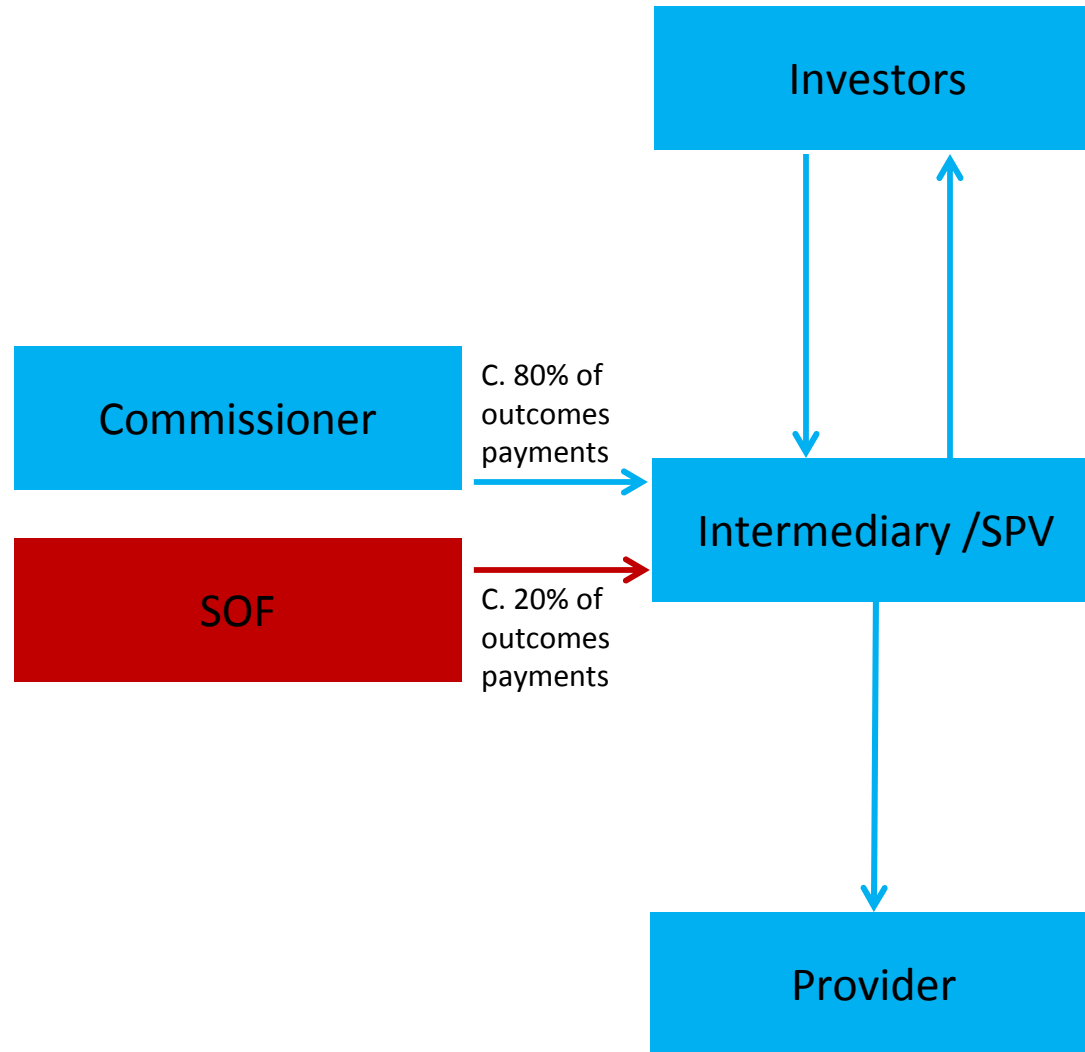 Investors
Commissioner
C. 80% of
outcomes
payments
Intermediary /SPV
SOF
C. 20% of
outcomes
payments
Provider